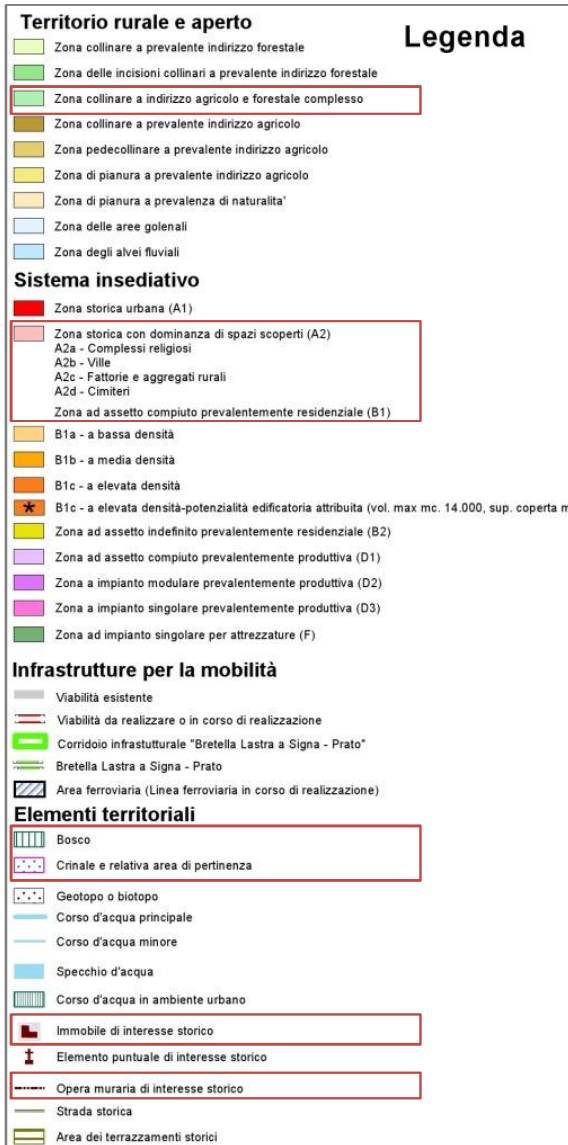 Legenda
Territorio rurale e aperto
Zona collinare a prevalente indirizzo forestale
Zona delle incisioni collinari a prevalente indirizzo forestale
Zona collinare a indirizzo agricolo e forestale complesso
Zona collinare a prevalente indirizzo agricolo
Zona pedecollinare a prevalente indirizzo agricolo
Zona di pianura a prevalente indirizzo agricolo
Zona di pianura a prevalenza di naturalita'
Zona delle aree golenali
Zona degli alvei fluviali
Sistema insediativo
Zona storica urbana (A1)
Zona storica con dominanza di spazi scoperti (A2)
A2a - Complessi religiosi
A2b - Ville
A2c - Fattorie e aggregati rurali
A2d - Cimiteri
Zona ad assetto compiuto prevalentemente residenziale (B1)
B1a - a bassa densità
B1b - a media densità
B1c - a elevata densità
B1c - a elevata densità-potenzialità edificatoria attribuita (vol. max mc. 14.000, sup. coperta m
Zona ad assetto indefinito prevalentemente residenziale (B2)
Zona ad assetto compiuto prevalentemente produttiva (D1)
Zona a impianto modulare prevalentemente produttiva (D2)
Zona a impianto singolare prevalentemente produttiva (D3)
Zona ad impianto singolare per attrezzature (F)
Infrastrutture per la mobilità
Viabilità esistente
Viabilità da realizzare o in corso di realizzazione
Corridoio infrastutturale "Bretella Lastra a Signa - Prato"
Bretella Lastra a Signa - Prato
Area ferroviaria (Linea ferroviaria in corso di realizzazione)
Elementi territoriali
Bosco
Crinale e relativa area di pertinenza
Geotopo o biotopo
Corso d'acqua principale
Corso d'acqua minore
Specchio d'acqua
Corso d'acqua in ambiente urbano
Immobile di interesse storico
Elemento puntuale di interesse storico
Opera muraria di interesse storico
Strada storica
Area dei terrazzamenti storici